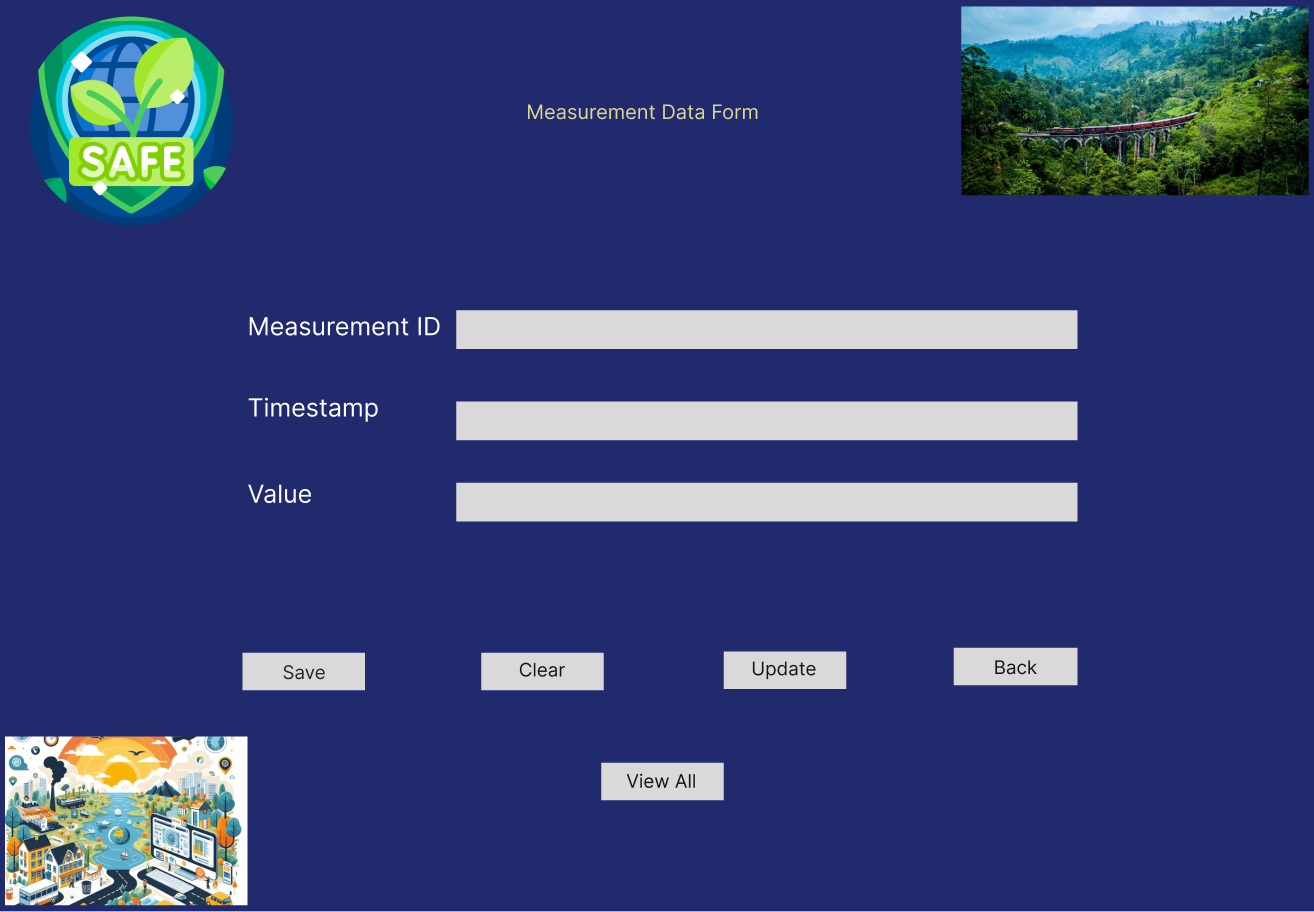 SAFE
Measurement Data Form
Measurement ID
Timestamp
Value
Save
Clear
Update
Back
View All